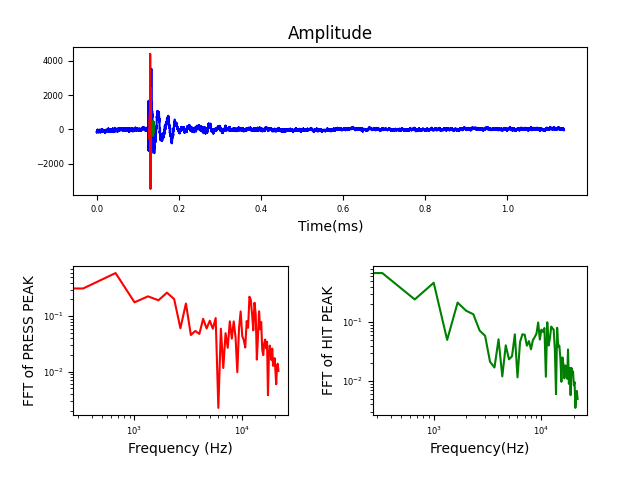 Amplitude
4000
2000
0
−2000
0.0 0.2 0.4 0.6 0.8 1.0
Time(ms)
FFT of PRESS PEAK
10⁻¹
10⁻²
10³ 10⁴
Frequency (Hz)
FFT of HIT PEAK
10⁻¹
10⁻²
10³ 10⁴
Frequency(Hz)